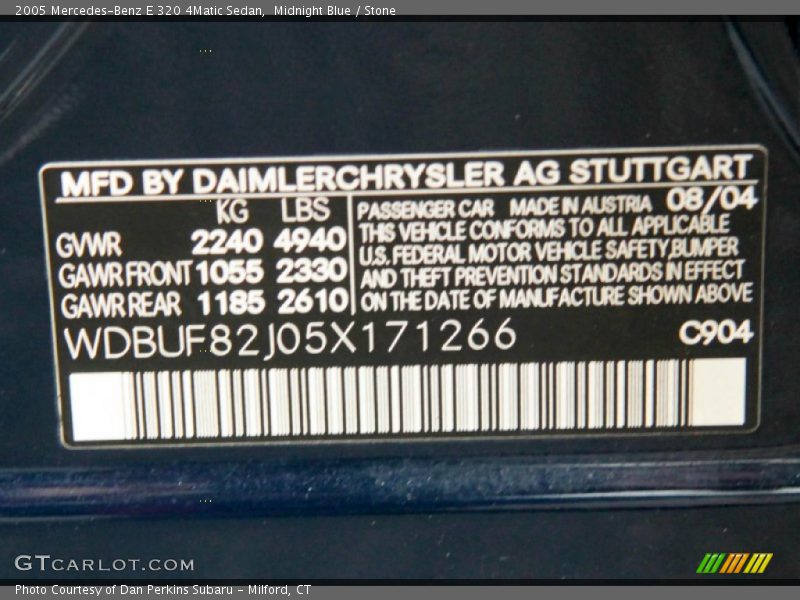 2005 Mercedes-Benz E 320 4Matic Sedan,  Midnight Blue / Stone
MFD BY DAIMLERCHRYSLER AG STUTTGART
KG LBS
GVWR 2240 4940
GAWR FRONT 1055 2330
GAWR REAR 1185 2610
PASSENGER CAR MADE IN AUSTRIA 08/04
THIS VEHICLE CONFORMS TO ALL APPLICABLE
U.S. FEDERAL MOTOR VEHICLE SAFETY,BUMPER
AND THEFT PREVENTION STANDARDS IN EFFECT
ON THE DATE OF MANUFACTURE SHOWN ABOVE
WDBUF82J05X171266 C904
GTCARLOT.COM
Photo Courtesy of Dan Perkins Subaru - Milford, CT